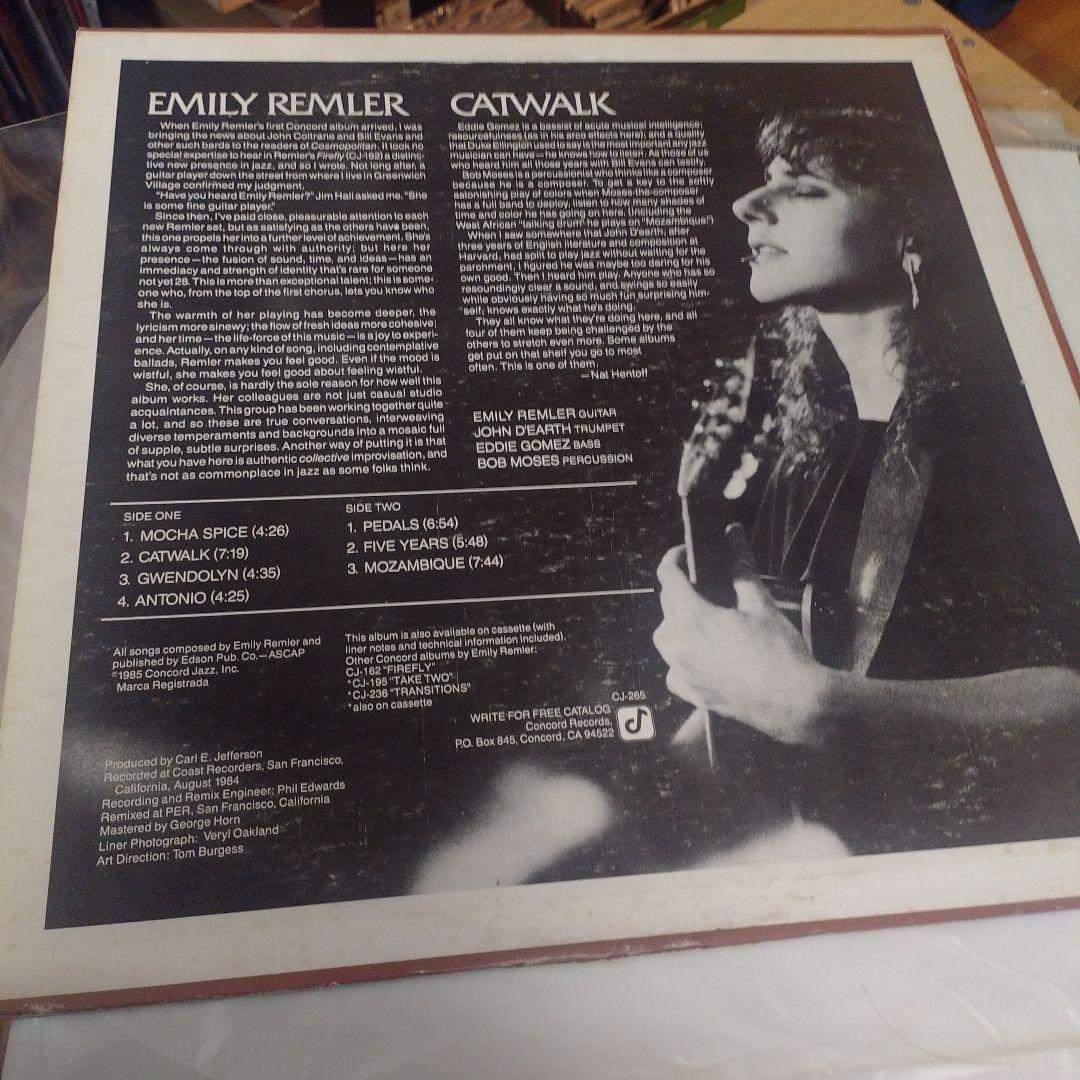 EMILY REMLER
When Emily Remler's first Concord album arrived, I was
bringing the news about John Coltrane and Bill Evans and
other such bards to the readers of Cosmopolitan. It took no
special expertise to hear in Remler's Firefly (CJ-162) a distinc-
tive new presence in jazz, and so I wrote. Not long after, a
guitar player down the street from where I live in Greenwich
Village confirmed my judgment.
"Have you heard Emily Remler?" Jim Hall asked me. "She
is some fine guitar player."
Since then, I've paid close, pleasurable attention to each
new Remler set, but as satisfying as the others have been,
this one propels her into a further level of achievement. She's
always come through with authority; but here her
presence—the fusion of sound, time, and ideas—has an
immediacy and strength of identity that's rare for someone
not yet 28. This is more than exceptional talent; this is some-
one who, from the top of the first chorus, lets you know who
she is.
The warmth of her playing has become deeper, the
lyricism more sinewy; the flow of fresh ideas more cohesive;
and her time—the life-force of this music—is a joy to experi-
ence. Actually, on any kind of song, including contemplative
ballads, Remler makes you feel good. Even if the mood is
wistful, she makes you feel good about feeling wistful.
She, of course, is hardly the sole reason for how well this
album works. Her colleagues are not just casual studio
acquaintances. This group has been working together quite
a lot, and so these are true conversations, interweaving
diverse temperaments and backgrounds into a mosaic full
of supple, subtle surprises. Another way of putting it is that
what you have here is authentic collective improvisation, and
that's not as commonplace in jazz as some folks think.
CATWALK
Eddie Gomez is a bassist of acute musical intelligence,
resourcefulness (as in his area effects here), and a quality
that Duke Ellington used to say is the most important any jazz
musician can have—he knows how to listen. As those of us
who heard him all those years with Bill Evans can testify.
Bob Moses is a percussionist who thinks like a composer
because he is a composer. To get a key to the softly
astonishing play of colors when Moses-the-composer
has a full band to deploy, listen to how many shades of
time and color he has going on here. (Including the
West African "talking drum" he plays on "Mozambique.")
When I saw somewhere that John D'earth, after
three years of English literature and composition at
Harvard, had split to play jazz without waiting for the
parchment, I figured he was maybe too daring for his
own good. Then I heard him play. Anyone who has so
resoundingly clear a sound, and swings so easily
while obviously having so much fun surprising him-
self, knows exactly what he's doing.
They all know what they're doing here, and all
four of them keep being challenged by the
others to stretch even more. Some albums
get put on that shelf you go to most
often. This is one of them.
—Nat Hentoff
EMILY REMLER GUITAR
JOHN D'EARTH TRUMPET
EDDIE GOMEZ BASS
BOB MOSES PERCUSSION
SIDE ONE
1. MOCHA SPICE (4:26)
2. CATWALK (7:19)
3. GWENDOLYN (4:35)
4. ANTONIO (4:25)
SIDE TWO
1. PEDALS (6:54)
2. FIVE YEARS (5:48)
3. MOZAMBIQUE (7:44)
All songs composed by Emily Remler and
published by Edson Pub. Co.—ASCAP
©1985 Concord Jazz, Inc.
Marca Registrada
This album is also available on cassette (with
liner notes and technical information included).
Other Concord albums by Emily Remler:
CJ-162 "FIREFLY"
*CJ-195 "TAKE TWO"
*CJ-236 "TRANSITIONS"
*also on cassette
CJ-265
WRITE FOR FREE CATALOG
Concord Records,
P.O. Box 845, Concord, CA 94522
Produced by Carl E. Jefferson
Recorded at Coast Recorders, San Francisco,
California, August 1984
Recording and Remix Engineer: Phil Edwards
Remixed at PER, San Francisco, California
Mastered by George Horn
Liner Photograph: Veryl Oakland
Art Direction: Tom Burgess